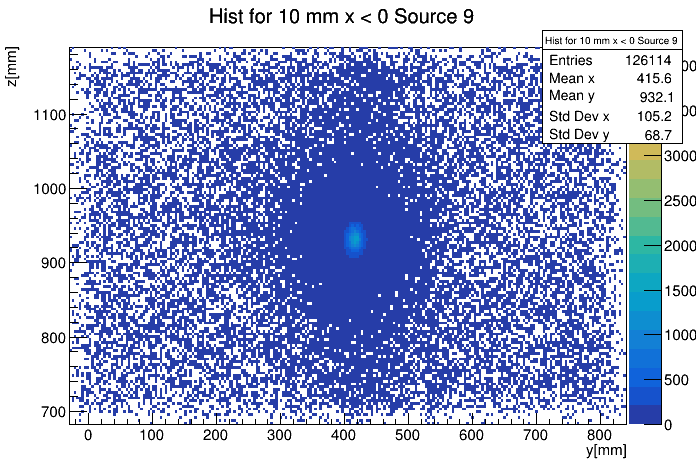 Hist for 10 mm x < 0 Source 9
z[mm]
Hist for 10 mm x < 0 Source 9
Entries 126114
Mean x 415.6
Mean y 932.1
Std Dev x 105.2
Std Dev y 68.7
1100
1000
900
800
700
0 100 200 300 400 500 600 700 800
y[mm]
3000
2500
2000
1500
1000
500
0